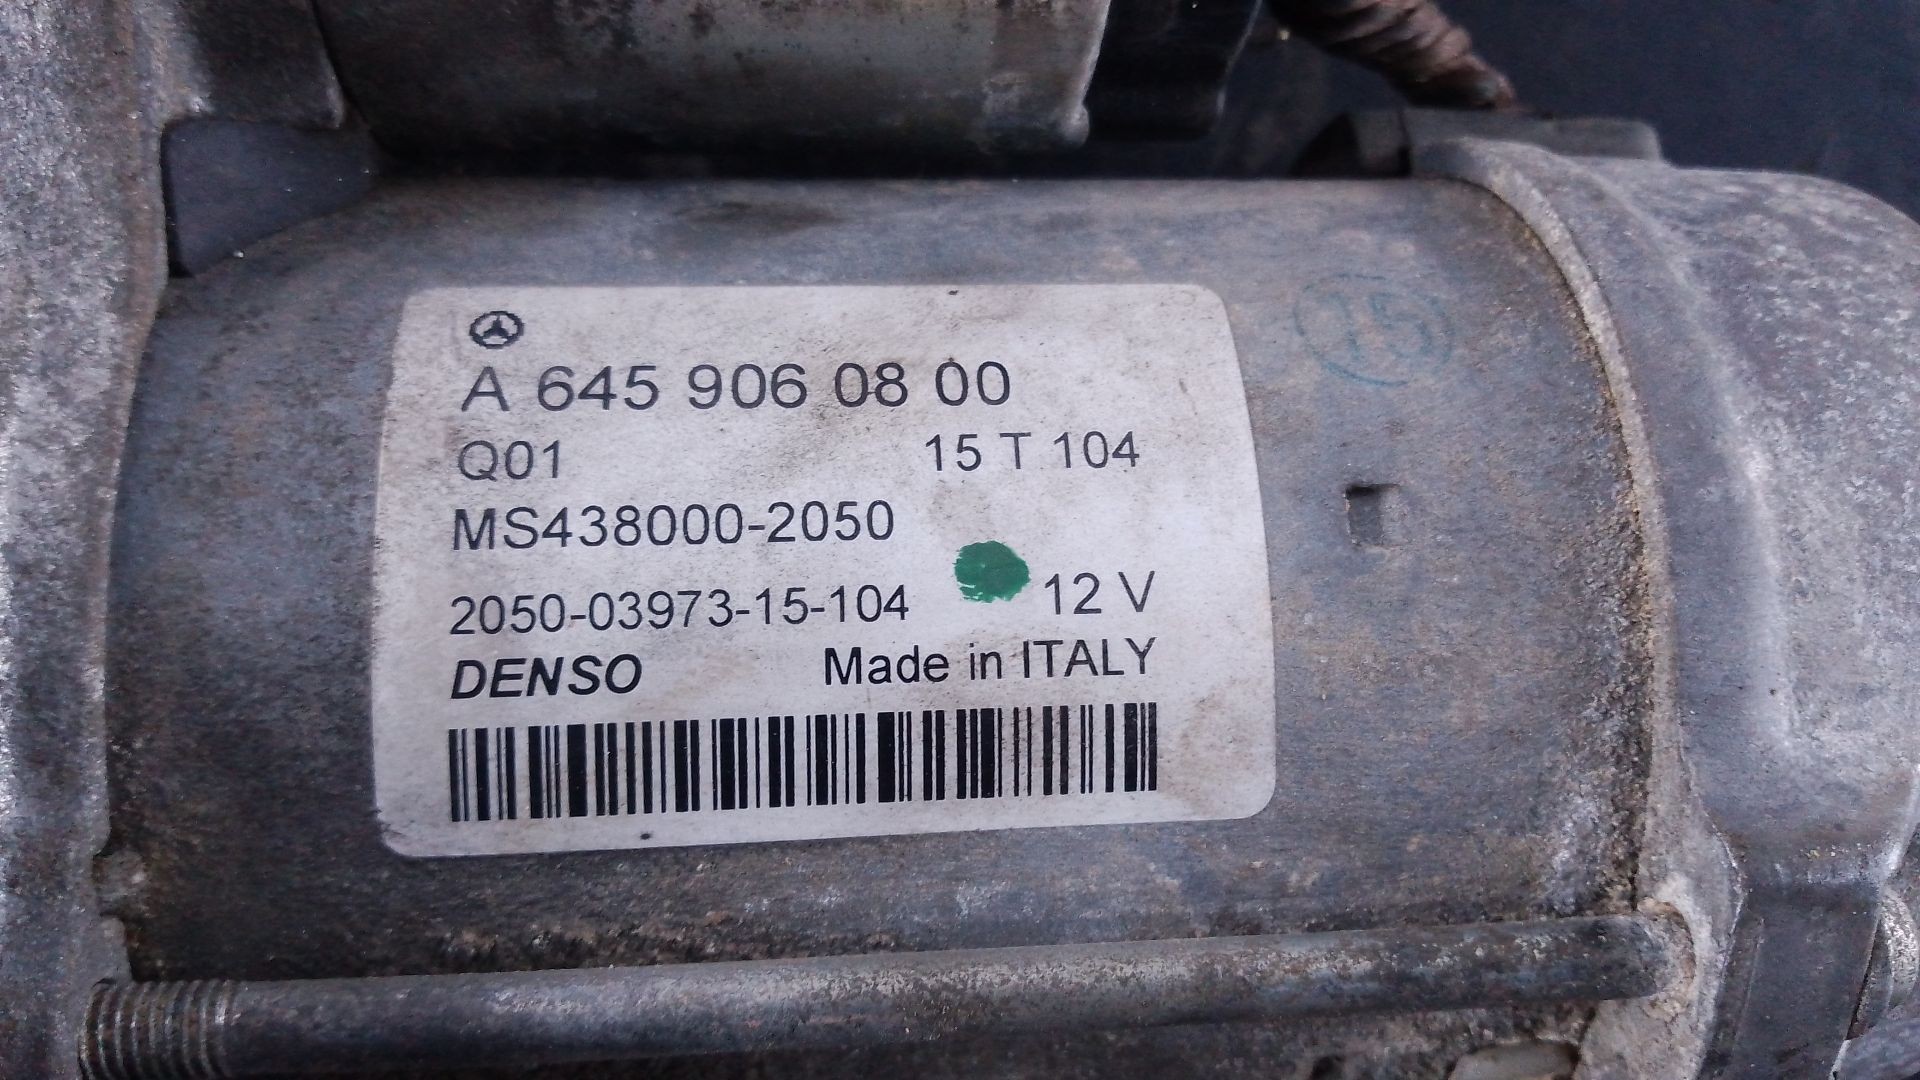 A 645 906 08 00
Q01 15 T 104
MS438000-2050
2050-03973-15-104 12 V
DENSO Made in ITALY
15